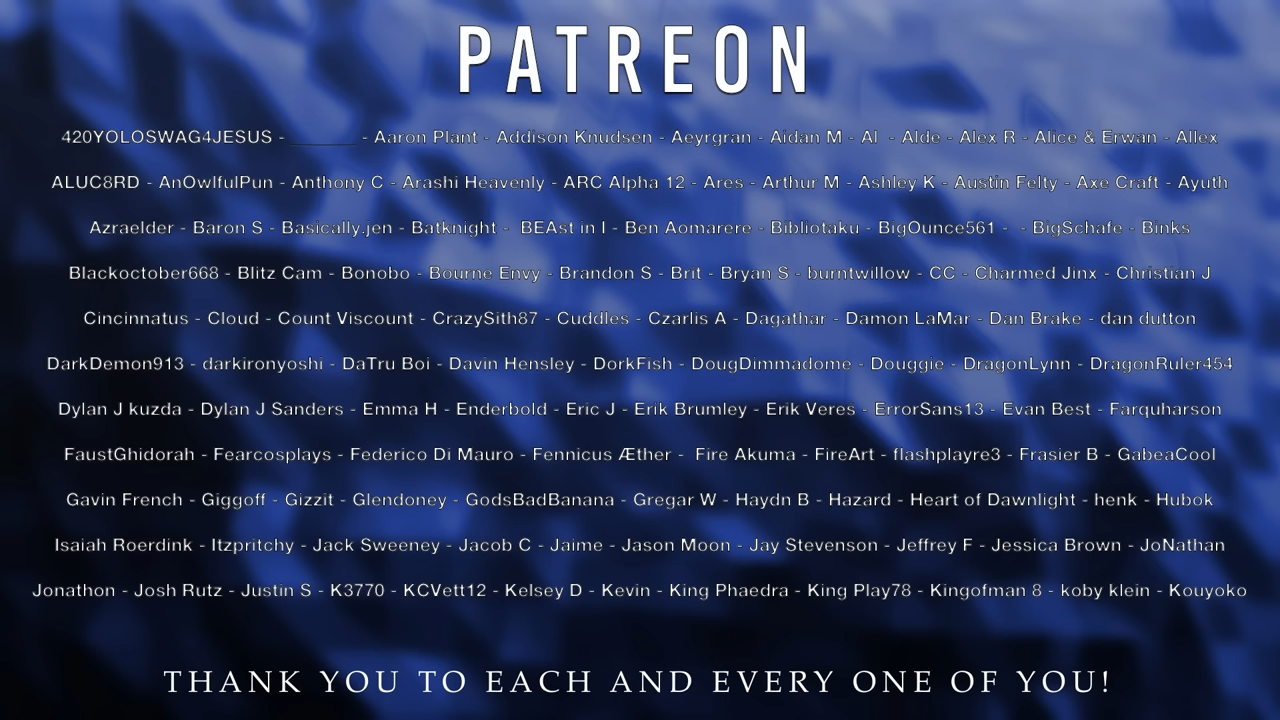 PATREON
420YOLOSWAG4JESUS - ______ - Aaron Plant - Addison Knudsen - Aeyrgran - Aidan M - Al - Alde - Alex R - Alice & Erwan - Allex
ALUC8RD - AnOwlfulPun - Anthony C - Arashi Heavenly - ARC Alpha 12 - Ares - Arthur M - Ashley K - Austin Felty - Axe Craft - Ayuth
Azraelder - Baron S - Basically.jen - Batknight - BEAst in I - Ben Aomarere - Bibliotaku - BigOunce561 - - BigSchafe - Binks
Blackoctober668 - Blitz Cam - Bonobo - Bourne Envy - Brandon S - Brit - Bryan S - burntwillow - CC - Charmed Jinx - Christian J
Cincinnatus - Cloud - Count Viscount - CrazySith87 - Cuddles - Czarlis A - Dagathar - Damon LaMar - Dan Brake - dan dutton
DarkDemon913 - darkironyoshi - DaTru Boi - Davin Hensley - DorkFish - DougDimmadome - Douggie - DragonLynn - DragonRuler454
Dylan J kuzda - Dylan J Sanders - Emma H - Enderbold - Eric J - Erik Brumley - Erik Veres - ErrorSans13 - Evan Best - Farquharson
FaustGhidorah - Fearcosplays - Federico Di Mauro - Fennicus Æther - Fire Akuma - FireArt - flashplayre3 - Frasier B - GabeaCool
Gavin French - Giggoff - Gizzit - Glendoney - GodsBadBanana - Gregar W - Haydn B - Hazard - Heart of Dawnlight - henk - Hubok
Isaiah Roerdink - Itzpritchy - Jack Sweeney - Jacob C - Jaime - Jason Moon - Jay Stevenson - Jeffrey F - Jessica Brown - JoNathan
Jonathon - Josh Rutz - Justin S - K3770 - KCVett12 - Kelsey D - Kevin - King Phaedra - King Play78 - Kingofman 8 - koby klein - Kouyoko
THANK YOU TO EACH AND EVERY ONE OF YOU!